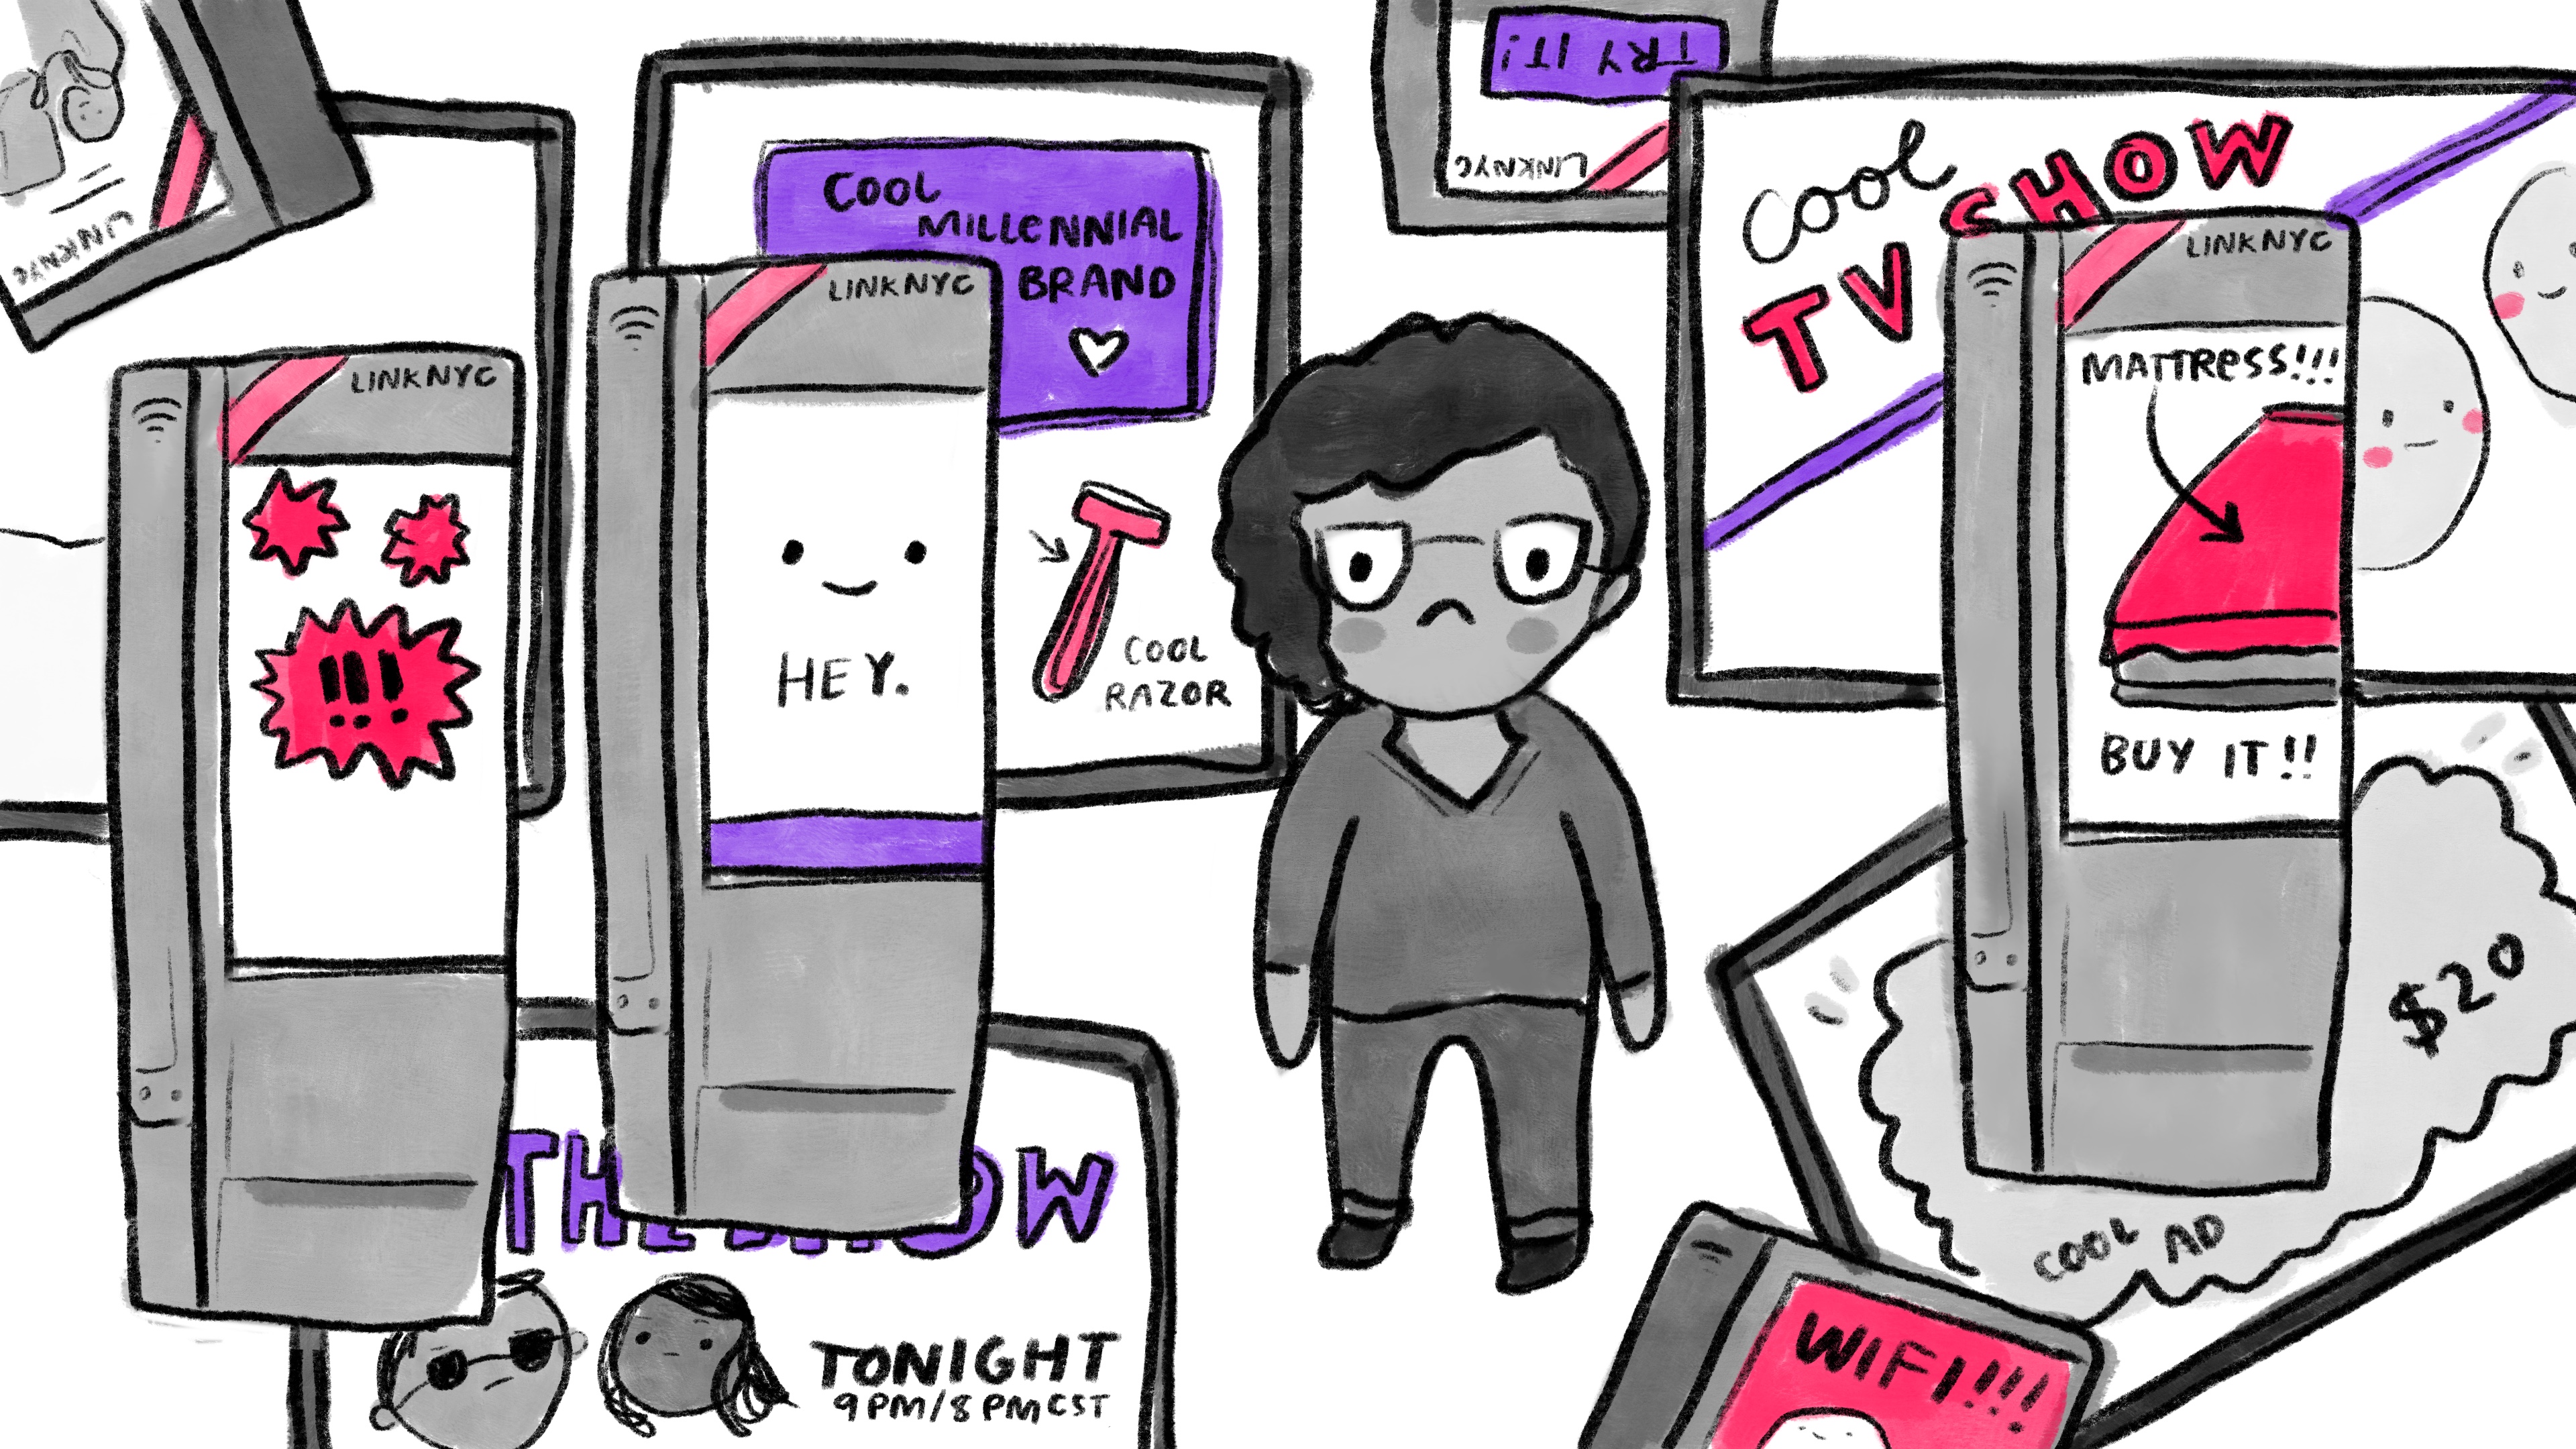 TRY IT!
LINKNYC
LINKNYC
COOL
MILLENNIAL
BRAND
LINKNYC
HEY.
COOL
RAZOR
LINKNYC
!!!
COOL
TV SHOW
LINKNYC
MATTRESS!!!
BUY IT!!
$20
COOL AD
WIFI!!!
THE SHOW
TONIGHT
9PM/8PM CST